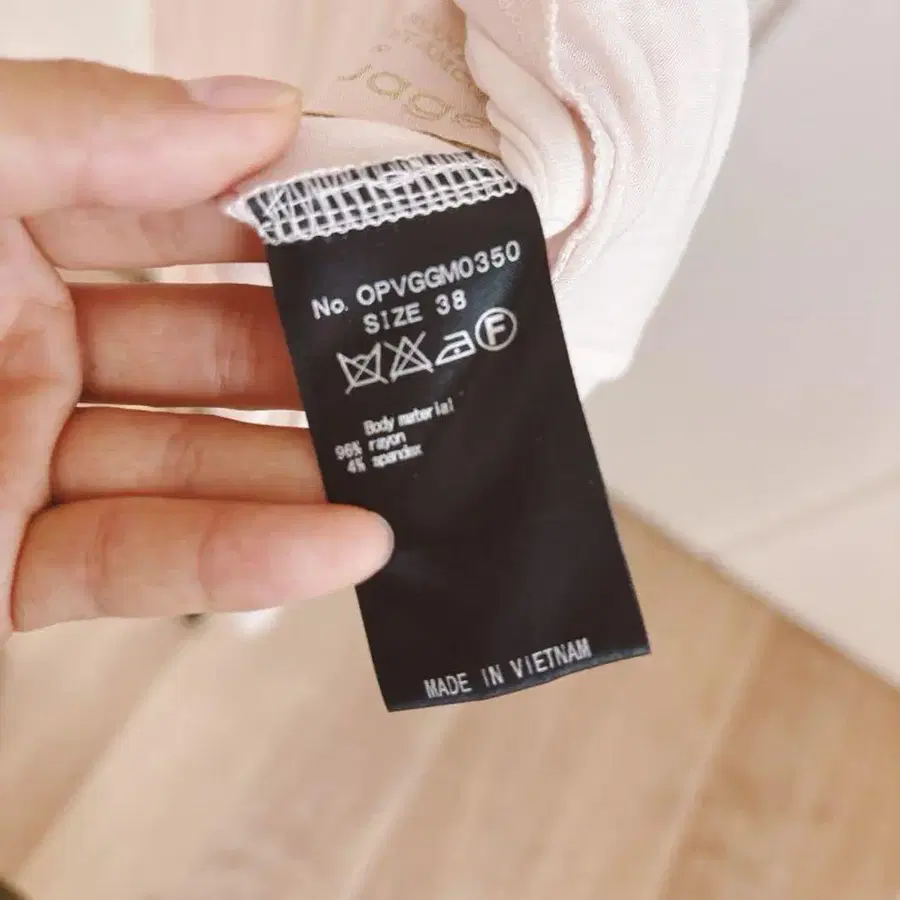 No. OPVGGM0350
SIZE 38
F
Body material
96% rayon
4% spandex
MADE IN VIETNAM